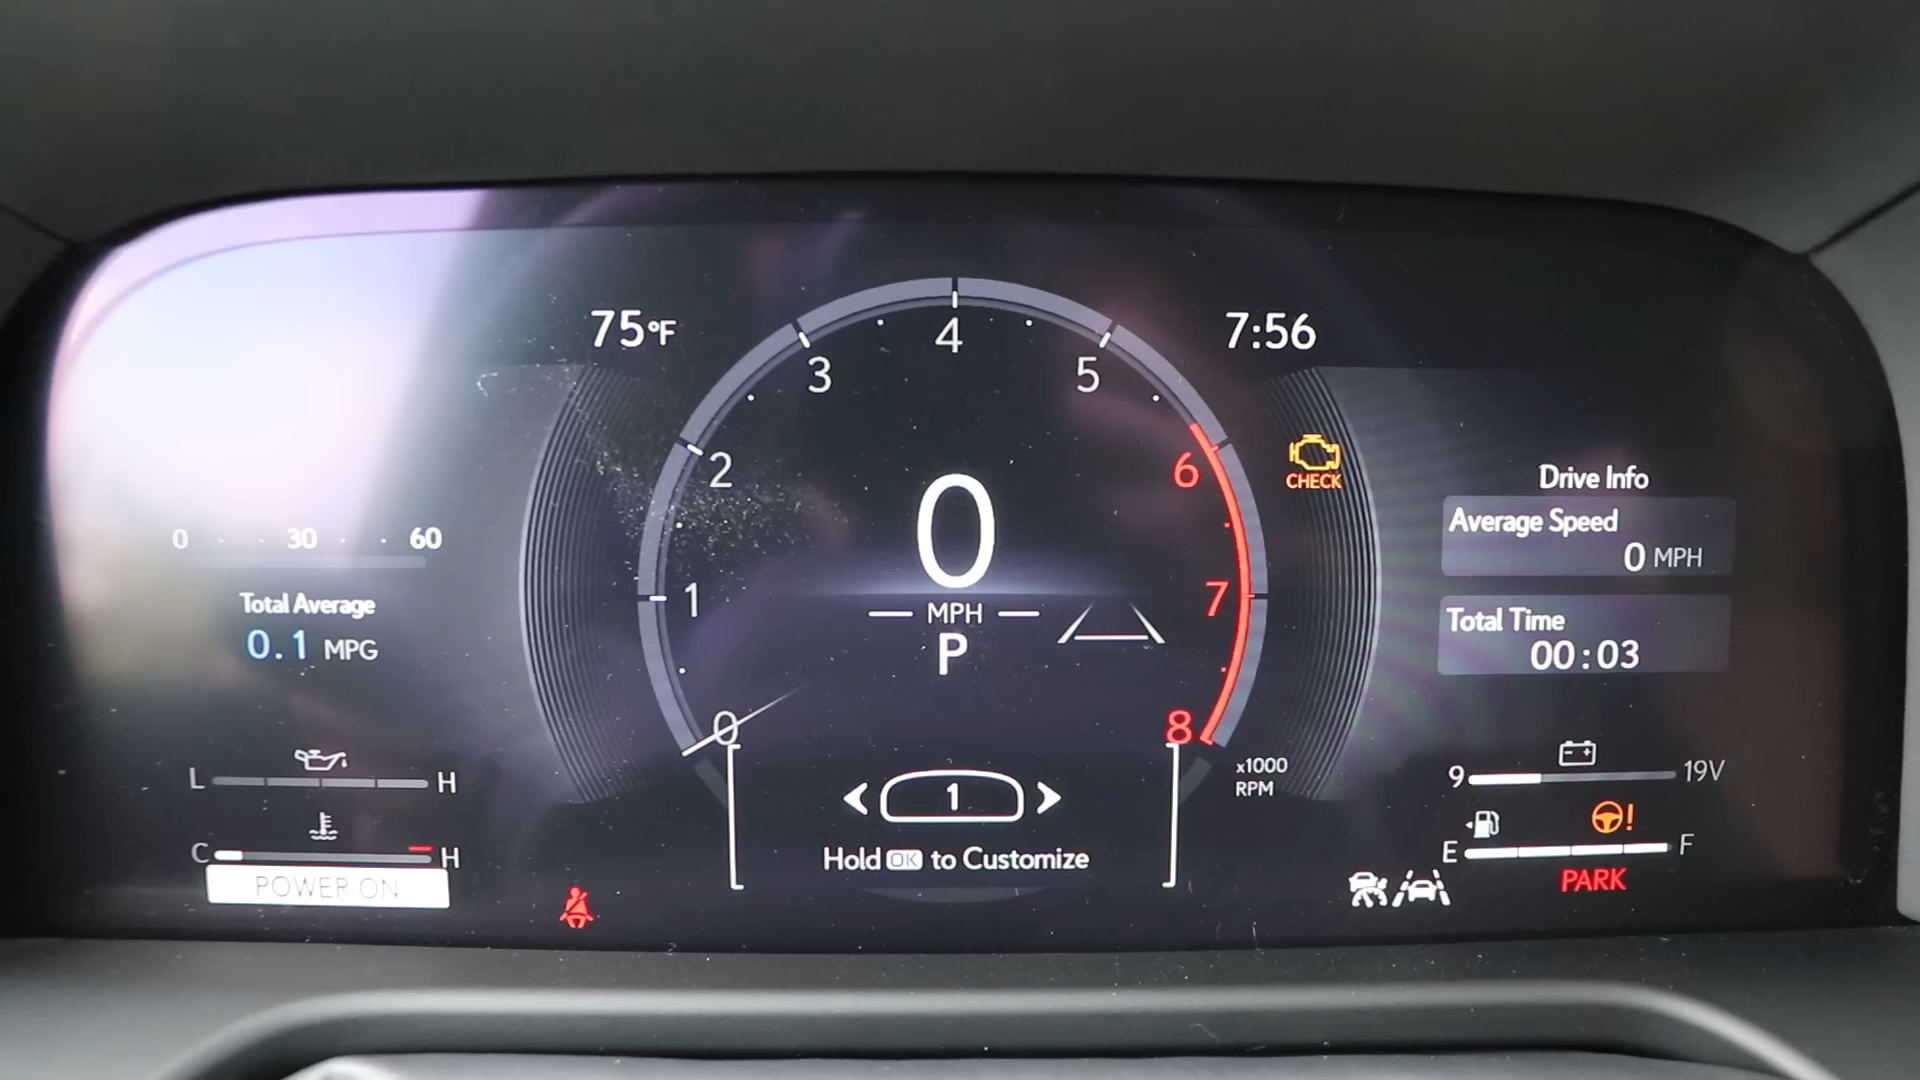 75°F
7:56
0 1 2 3 4 5 6 7 8
x1000
RPM
CHECK
0
MPH
P
0 30 60
Total Average
0.1 MPG
Drive Info
Average Speed
0 MPH
Total Time
00:03
L H
C H
POWER ON
< 1 >
Hold OK to Customize
9 19V
!
E F
PARK